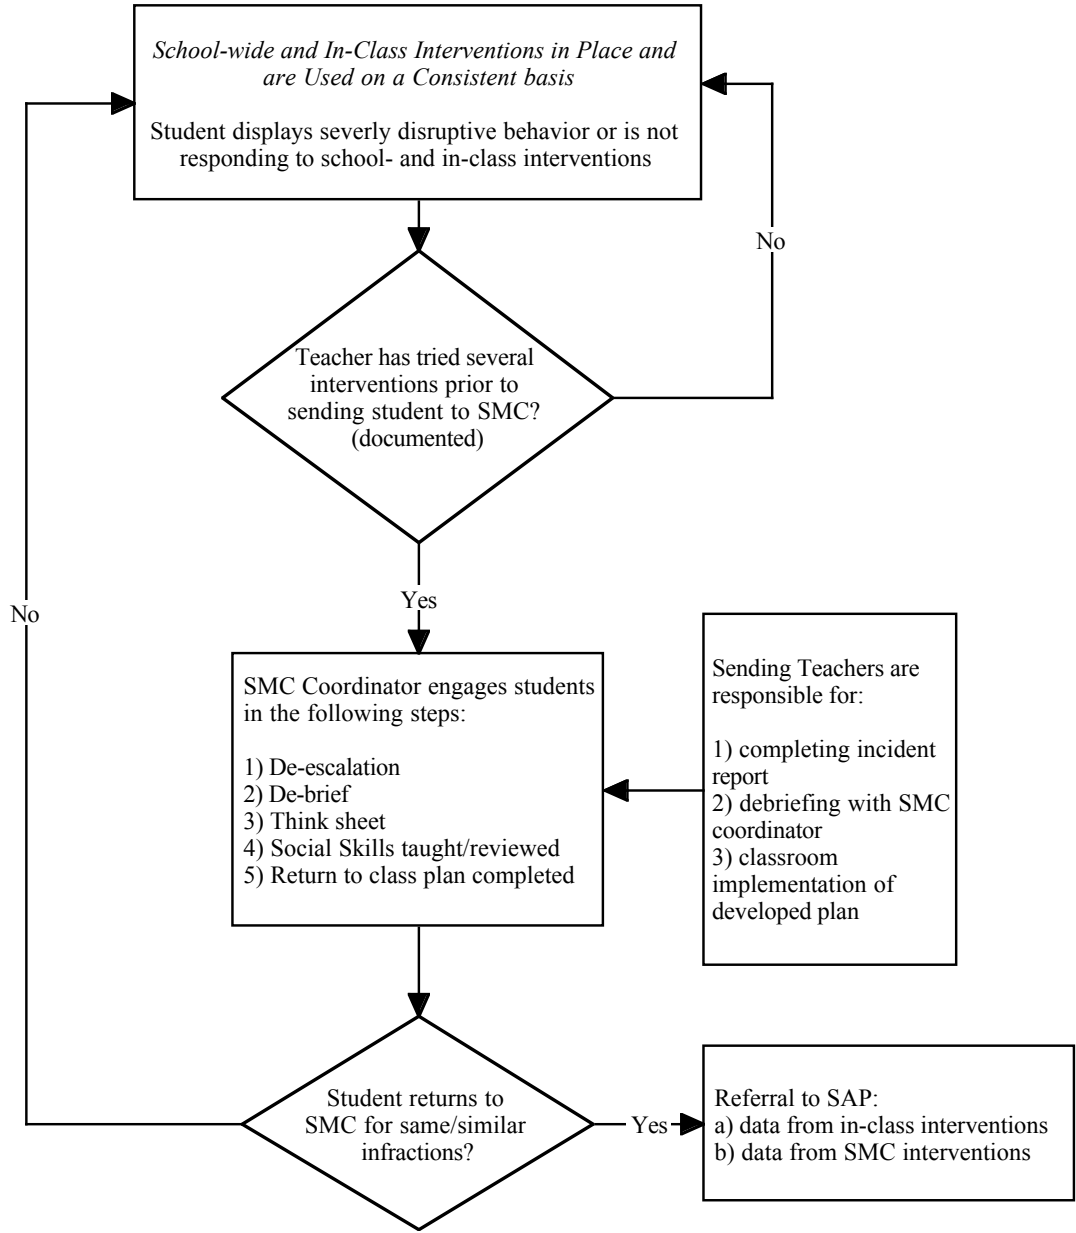 School-wide and In-Class Interventions in Place and
are Used on a Consistent basis
Student displays severly disruptive behavior or is not
responding to school- and in-class interventions
No
Teacher has tried several
interventions prior to
sending student to SMC?
(documented)
Yes
No
SMC Coordinator engages students
in the following steps:
1) De-escalation
2) De-brief
3) Think sheet
4) Social Skills taught/reviewed
5) Return to class plan completed
Sending Teachers are
responsible for:
1) completing incident
report
2) debriefing with SMC
coordinator
3) classroom
implementation of
developed plan
Student returns to
SMC for same/similar
infractions?
Yes
Referral to SAP:
a) data from in-class interventions
b) data from SMC interventions